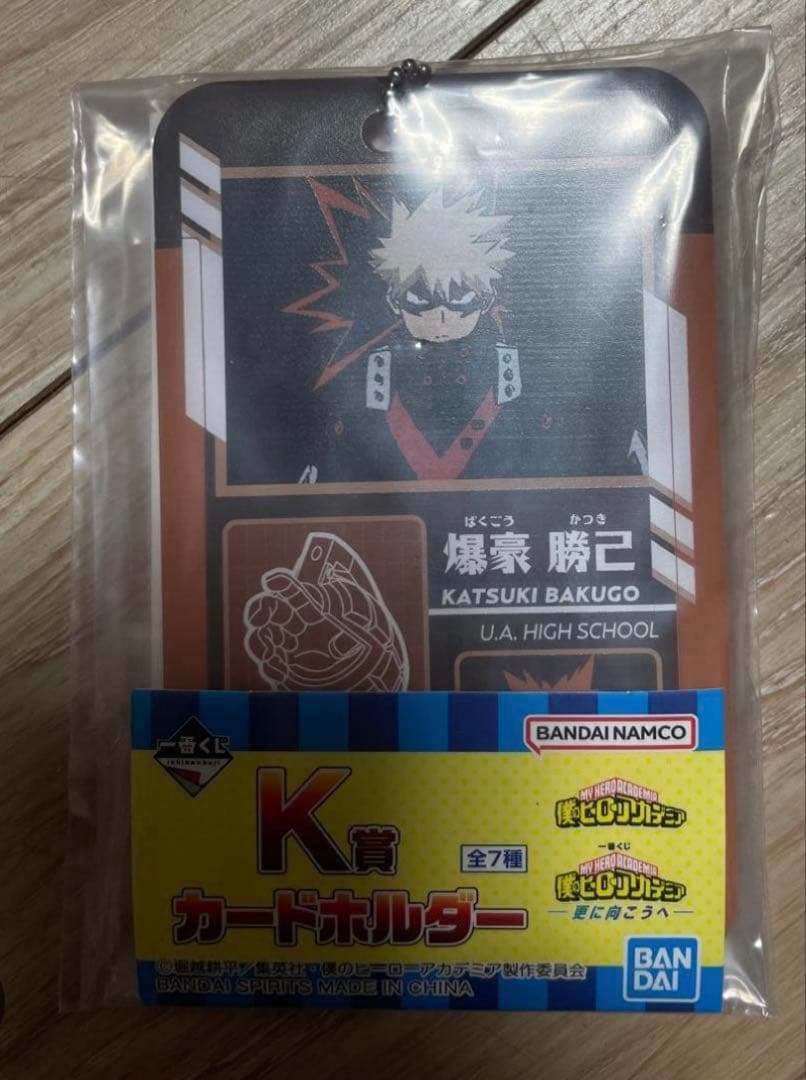 ばくごう かつき
爆豪 勝己
KATSUKI BAKUGO
U.A. HIGH SCHOOL
一番くじ
ichibankuji
BANDAI NAMCO
K賞
全7種
カードホルダー
MY HERO ACADEMIA
僕のヒーローアカデミア
一番くじ
MY HERO ACADEMIA
僕のヒーローアカデミア
更に向こうへ
©堀越耕平/集英社・僕のヒーローアカデミア製作委員会
BANDAI SPIRITS MADE IN CHINA
BAN
DAI